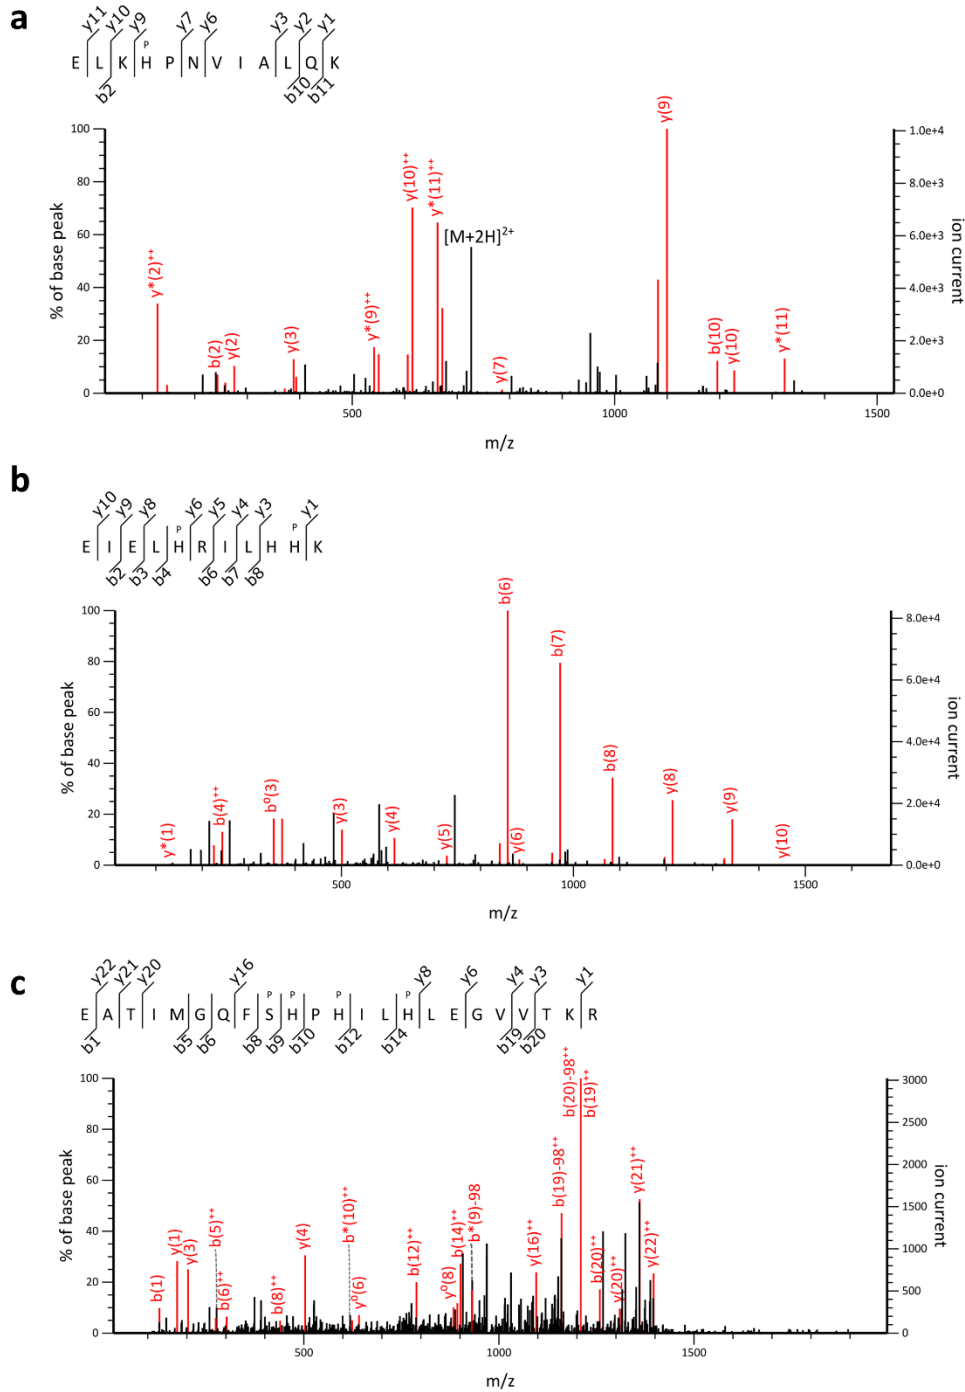 a
y11 y10 y9 y7 y6 y3 y2 y1
P
E L K H P N V I A L Q K
b2 b10 b11
% of base peak
100
80
60
40
20
0
y*(2)++
b(2)
y(2)
y(3)
y*(9)++
y(10)++
y*(11)++
[M+2H]2+
y(7)
y(9)
b(10)
y(10)
y*(11)
1.0e+4
8.0e+3
6.0e+3
4.0e+3
2.0e+3
0.0e+3
ion current
500 1000 1500
m/z
b
y10 y9 y8 y6 y5 y4 y3 y1
P P
E I E L H R I L H H K
b2 b3 b4 b6 b7 b8
% of base peak
100
80
60
40
20
0
y*(1)
b(4)++
b⁰(3)
y(3)
y(4)
y(5)
b(6)
y(6)
b(7)
b(8)
y(8)
y(9)
y(10)
8.0e+4
6.0e+4
4.0e+4
2.0e+4
0.0e+4
ion current
500 1000 1500
m/z
c
y22 y21 y20 y16 y8 y6 y4 y3 y1
P P P P
E A T I M G Q F S H P H I L H L E G V V T K R
b1 b5 b6 b8 b9 b10 b12 b14 b19 b20
% of base peak
100
80
60
40
20
0
b(1)
y(1)
y(3)
b(5)++
b(6)++
b(8)++
y(4)
b*(10)++
y⁰(6)
b(12)++
y⁰(8)
b(14)++
b*(9)-98
y(16)++
b(19)-98++
b(20)-98++
b(19)++
b(20)++
y(20)++
y(21)++
y(22)++
3000
2500
2000
1500
1000
500
0
ion current
500 1000 1500
m/z